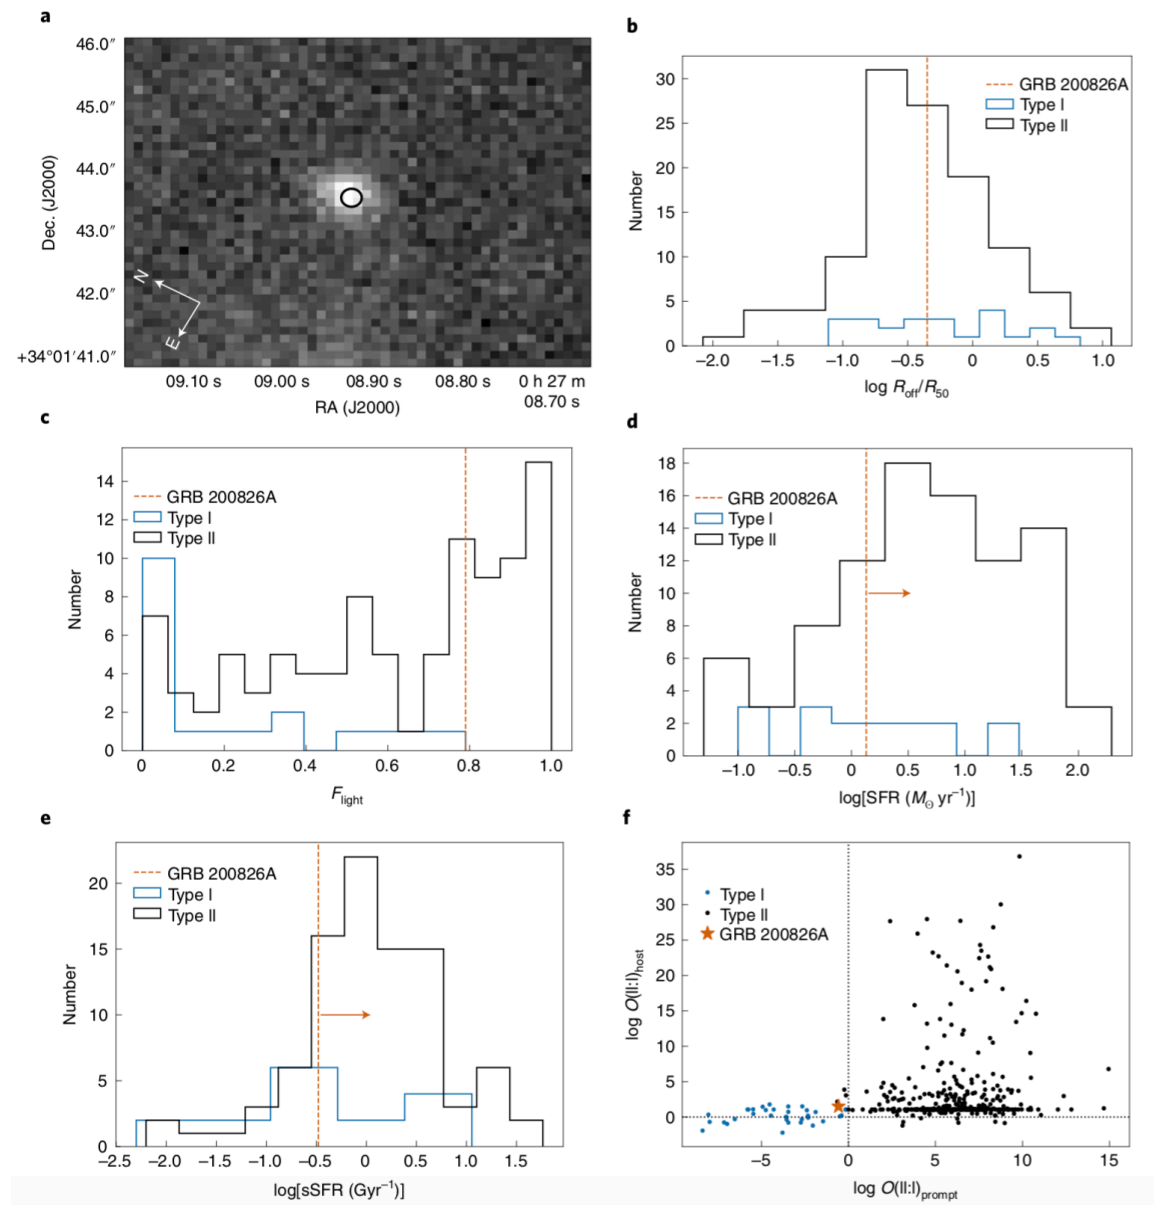 a
46.0″
45.0″
44.0″
43.0″
42.0″
+34°01′41.0″
Dec. (J2000)
N
E
09.10 s 09.00 s 08.90 s 08.80 s 0 h 27 m
08.70 s
RA (J2000)
b
30
25
20
15
10
5
0
Number
−2.0 −1.5 −1.0 −0.5 0 0.5 1.0
log R_off/R_50
GRB 200826A
Type I
Type II
c
14
12
10
8
6
4
2
0
Number
0 0.2 0.4 0.6 0.8 1.0
F_light
GRB 200826A
Type I
Type II
d
18
16
14
12
10
8
6
4
2
0
Number
−1.0 −0.5 0 0.5 1.0 1.5 2.0
log[SFR (M_⊙ yr⁻¹)]
GRB 200826A
Type I
Type II
e
20
15
10
5
0
Number
−2.5 −2.0 −1.5 −1.0 −0.5 0 0.5 1.0 1.5
log[sSFR (Gyr⁻¹)]
GRB 200826A
Type I
Type II
f
35
30
25
20
15
10
5
0
log O(II:I)_host
−5 0 5 10 15
log O(II:I)_prompt
Type I
Type II
GRB 200826A